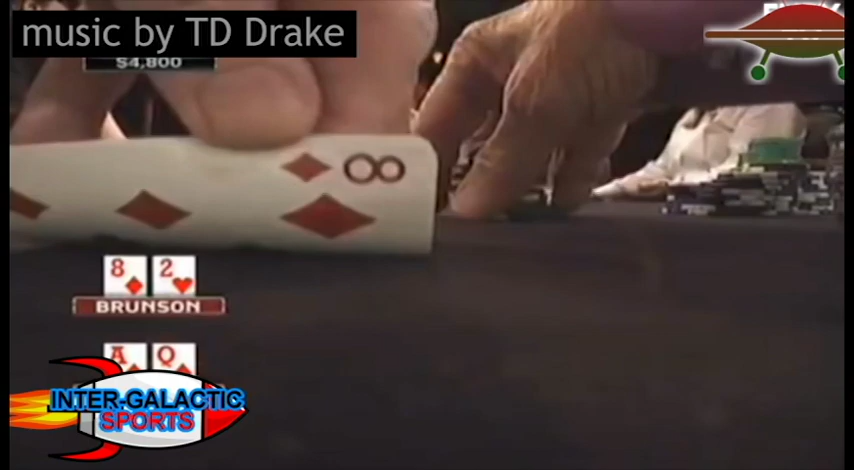 music by TD Drake
$4,800
8
8 2
BRUNSON
A Q
INTER-GALACTIC
SPORTS